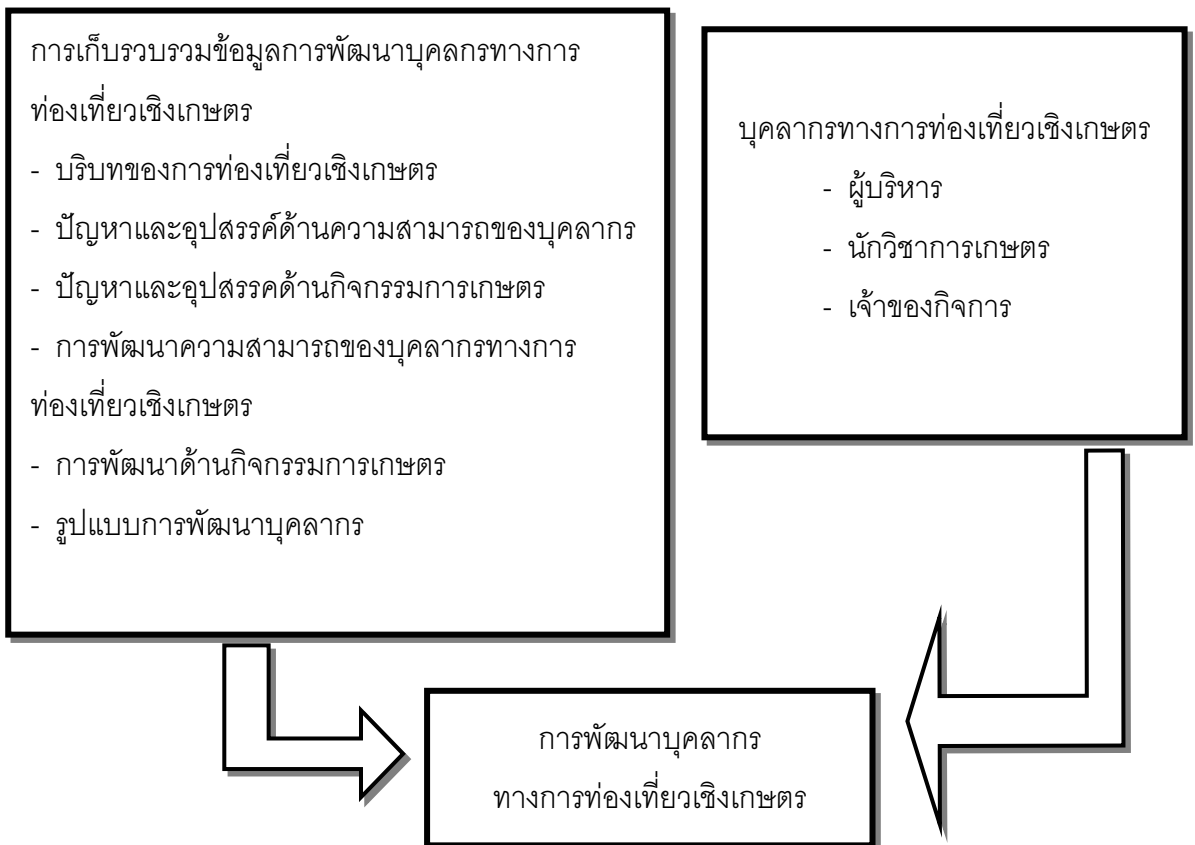 การเก็บรวบรวมข้อมูลการพัฒนาบุคลกรทางการ
ท่องเที่ยวเชิงเกษตร
- บริบทของการท่องเที่ยวเชิงเกษตร
- ปัญหาและอุปสรรค์ด้านความสามารถของบุคลากร
- ปัญหาและอุปสรรคด้านกิจกรรมการเกษตร
- การพัฒนาความสามารถของบุคลากรทางการ
ท่องเที่ยวเชิงเกษตร
- การพัฒนาด้านกิจกรรมการเกษตร
- รูปแบบการพัฒนาบุคลากร
บุคลากรทางการท่องเที่ยวเชิงเกษตร
- ผู้บริหาร
- นักวิชาการเกษตร
- เจ้าของกิจการ
การพัฒนาบุคลากร
ทางการท่องเที่ยวเชิงเกษตร